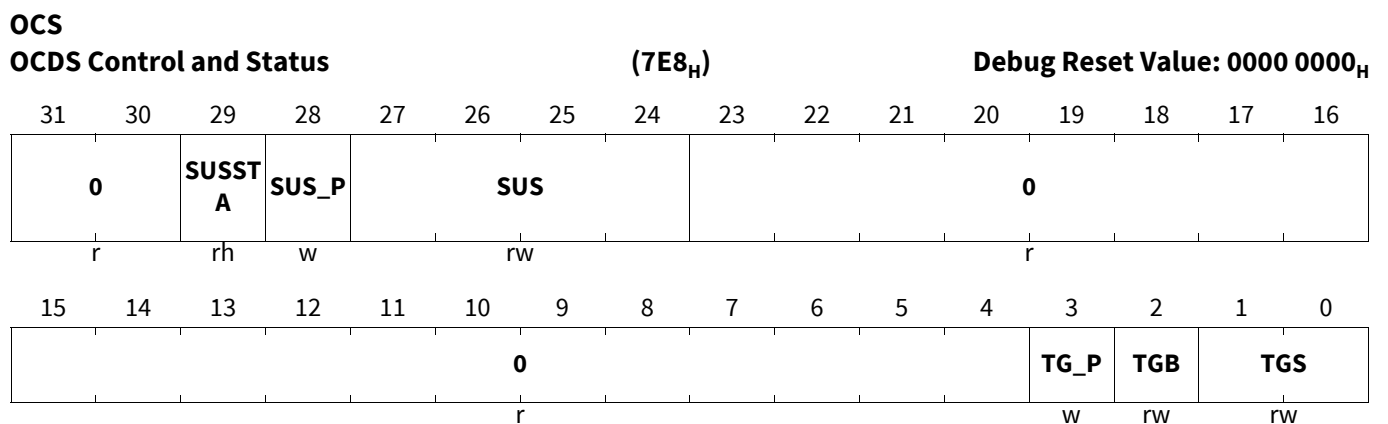 OCS
OCDS Control and Status (7E8H) Debug Reset Value: 0000 0000H
31 30 29 28 27 26 25 24 23 22 21 20 19 18 17 16
0 SUSST SUS_P SUS 0
A
r rh w rw r
15 14 13 12 11 10 9 8 7 6 5 4 3 2 1 0
0 TG_P TGB TGS
r w rw rw